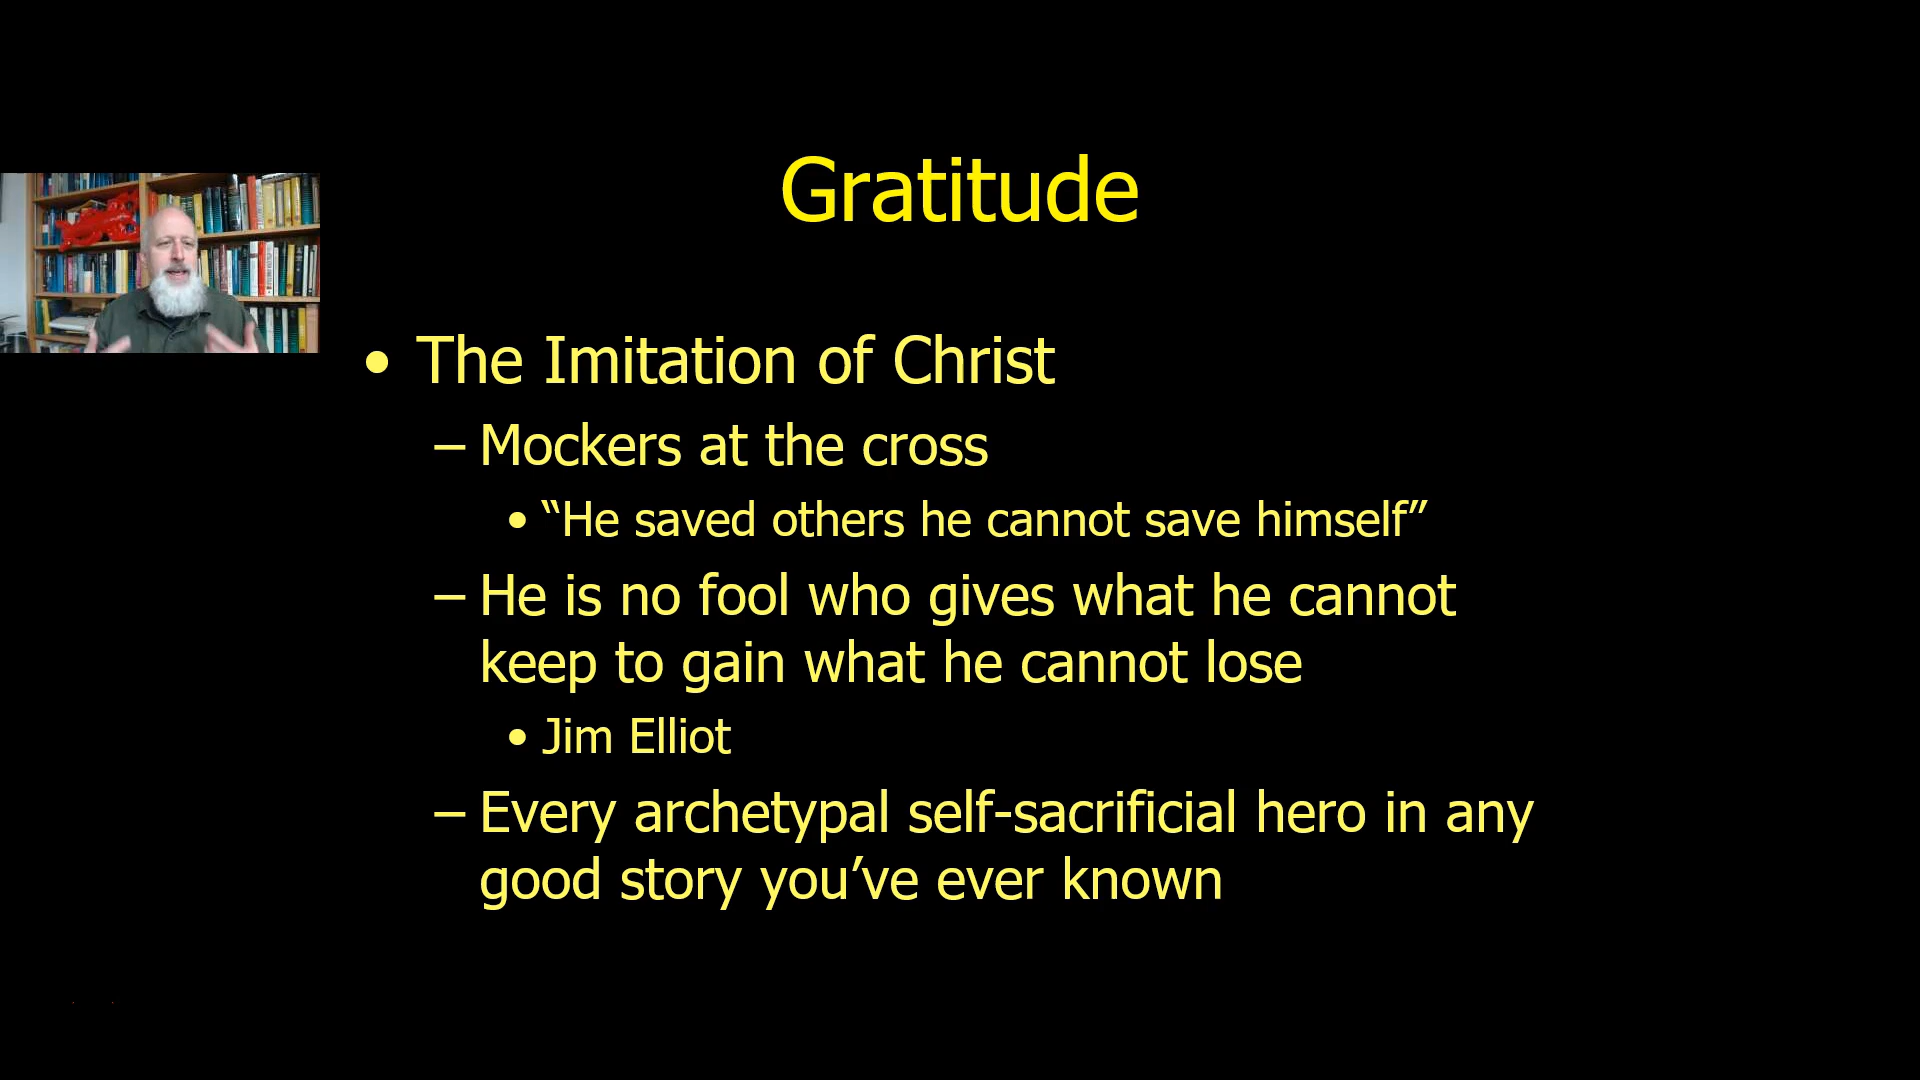 Gratitude
• The Imitation of Christ
– Mockers at the cross
• “He saved others he cannot save himself”
– He is no fool who gives what he cannot
keep to gain what he cannot lose
• Jim Elliot
– Every archetypal self-sacrificial hero in any
good story you’ve ever known